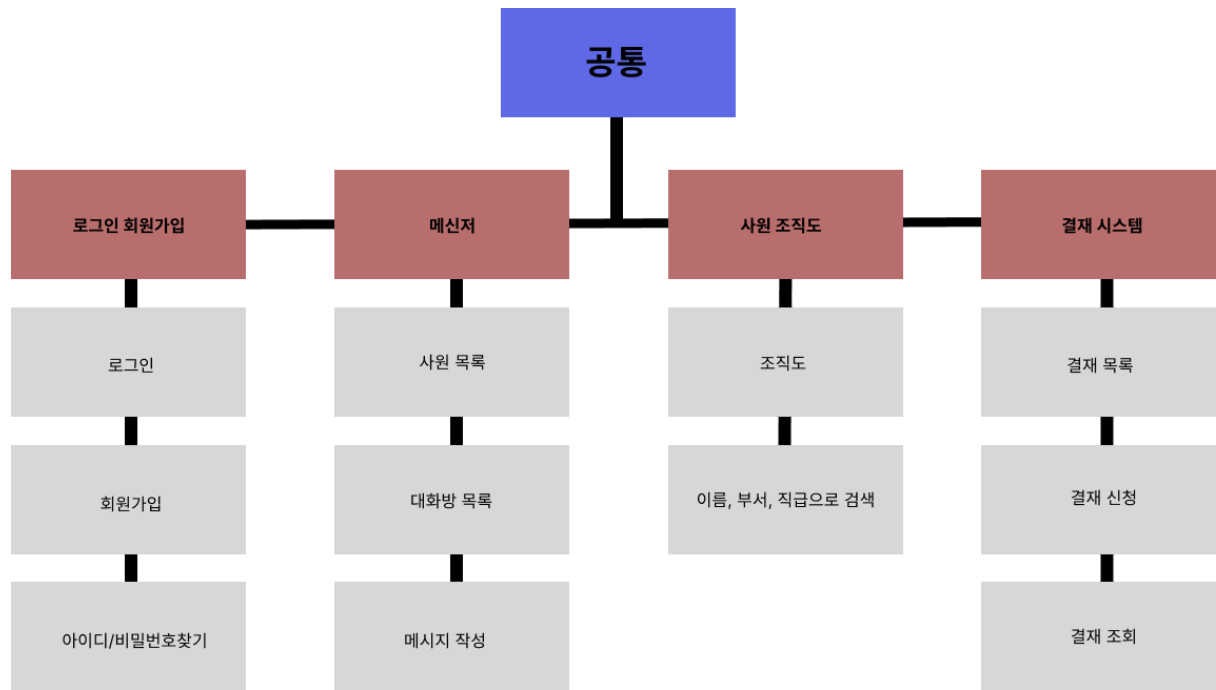 공통
로그인 회원가입
메신저
사원 조직도
결재 시스템
로그인
사원 목록
조직도
결재 목록
회원가입
대화방 목록
이름, 부서, 직급으로 검색
결재 신청
아이디/비밀번호찾기
메시지 작성
결재 조회